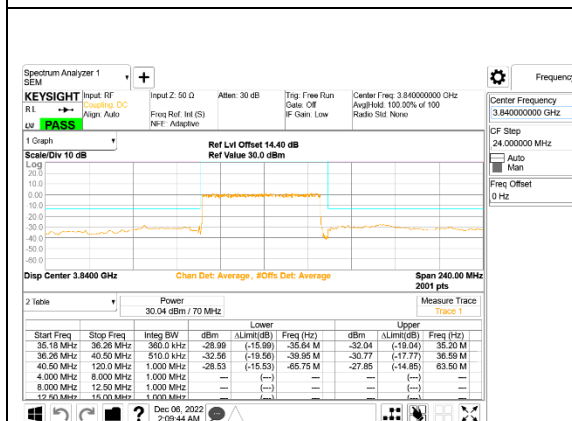 Spectrum Analyzer 1
SEM
+
Frequency
KEYSIGHT Input: RF Input Z: 50 Ω Atten: 30 dB Trig: Free Run Center Freq: 3.840000000 GHz
RL Coupling: DC Gate: Off Avg|Hold: 100.00% of 100
Align: Auto Freq Ref: Int (S) IF Gain: Low Radio Std: None
PASS NFE: Adaptive
Center Frequency
3.840000000 GHz
CF Step
24.000000 MHz
Auto
Man
Freq Offset
0 Hz
1 Graph
Ref Lvl Offset 14.40 dB
Scale/Div 10 dB Ref Value 30.0 dBm
Log
20.0
10.0
0.00
-10.0
-20.0
-30.0
-40.0
-50.0
-60.0
Disp Center 3.8400 GHz Chan Det: Average , #Offs Det: Average Span 240.00 MHz
2001 pts
2 Table Power Measure Trace
30.04 dBm / 70 MHz Trace 1
Lower Upper
Start Freq Stop Freq Integ BW dBm ΔLimit(dB) Freq (Hz) dBm ΔLimit(dB) Freq (Hz)
35.18 MHz 36.26 MHz 360.0 kHz -28.99 (-15.99) -35.64 M -32.04 (-19.04) 35.20 M
36.26 MHz 40.50 MHz 510.0 kHz -32.56 (-19.56) -39.95 M -30.77 (-17.77) 36.59 M
40.50 MHz 120.0 MHz 1.000 MHz -28.53 (-15.53) -65.75 M -27.85 (-14.85) 63.50 M
4.000 MHz 8.000 MHz 1.000 MHz --- (---) --- --- (---) ---
8.000 MHz 12.50 MHz 1.000 MHz --- (---) --- --- (---) ---
12.50 MHz 15.00 MHz 1.000 MHz --- (---) --- --- (---) ---
? Dec 06, 2022
2:09:44 AM